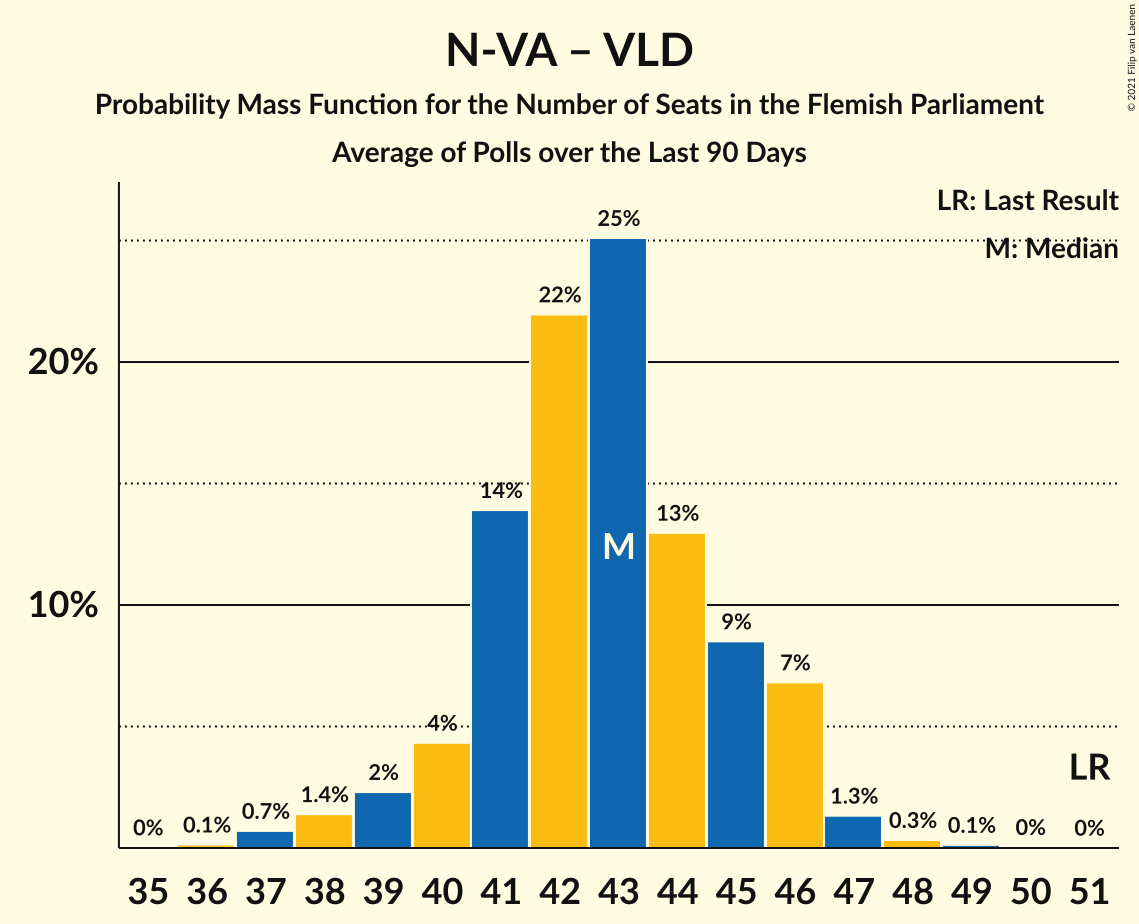 N-VA – VLD
Probability Mass Function for the Number of Seats in the Flemish Parliament
Average of Polls over the Last 90 Days
© 2021 Filip van Laenen
LR: Last Result
M: Median
25%
22%
20%
14%
13%
M
10%
9%
7%
4%
LR
2%
1.4%
1.3%
0.7%
0.3%
0%
0.1%
0.1%
0%
0%
35 36 37 38 39 40 41 42 43 44 45 46 47 48 49 50 51